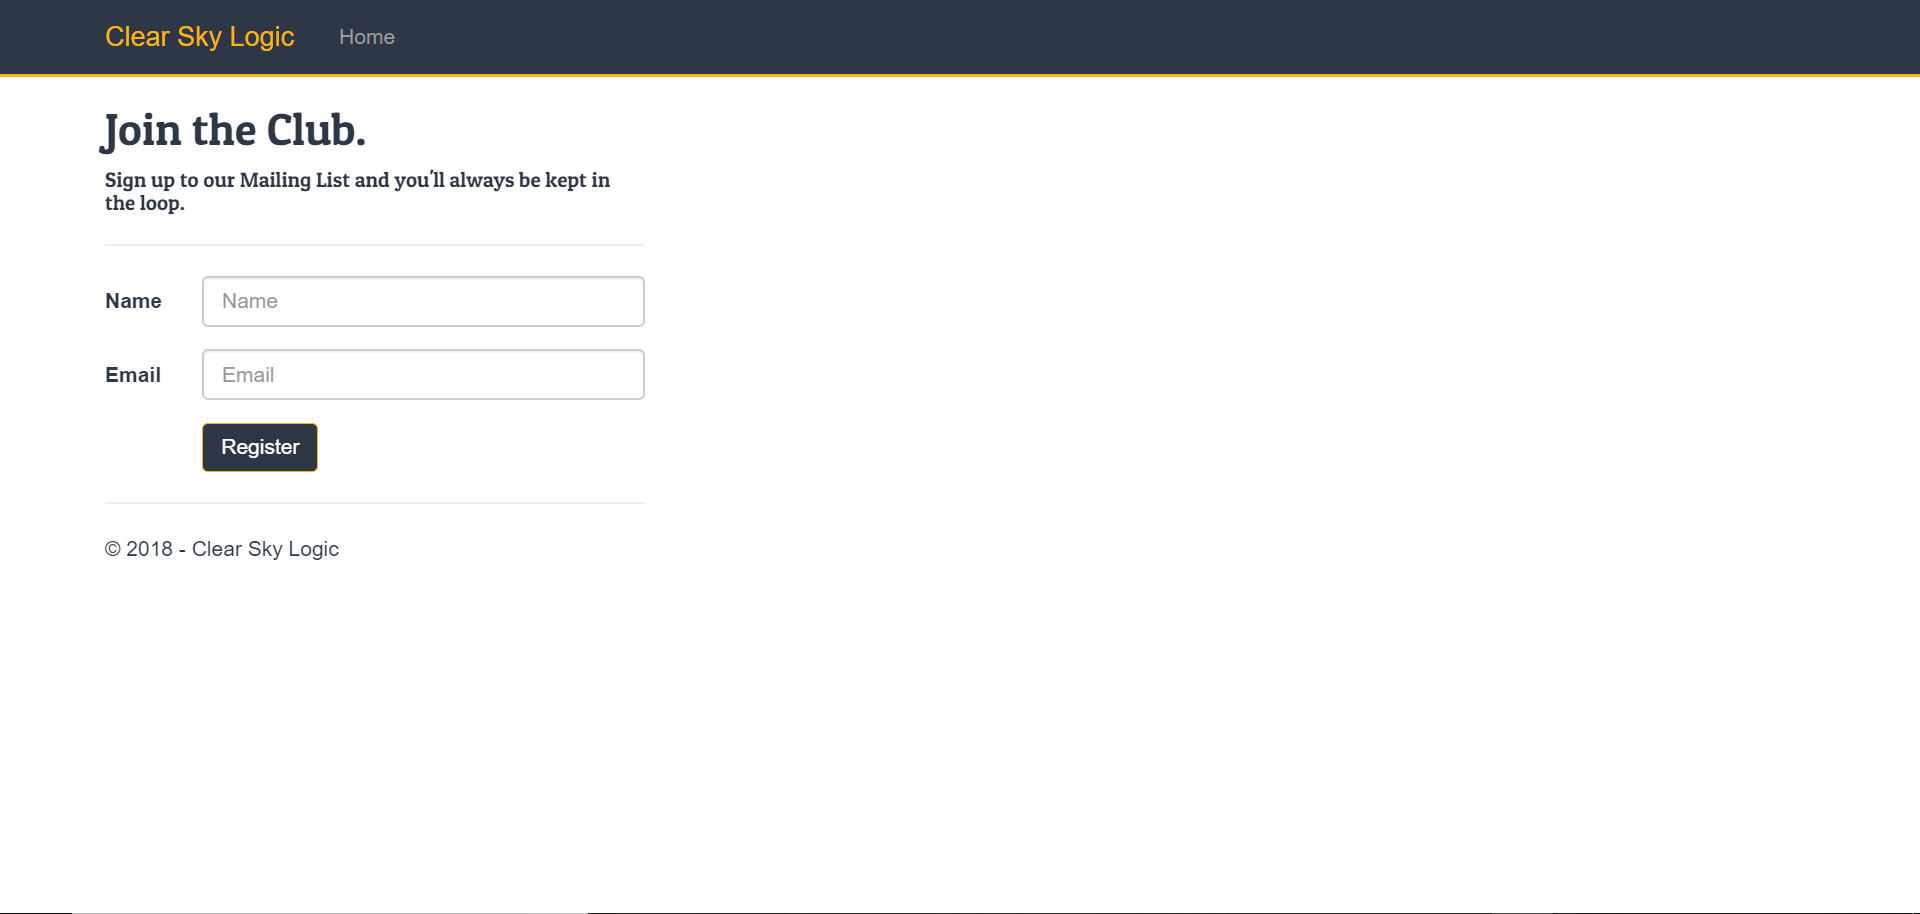 Clear Sky Logic Home
Join the Club.
Sign up to our Mailing List and you'll always be kept in
the loop.
Name Name
Email Email
Register
© 2018 - Clear Sky Logic